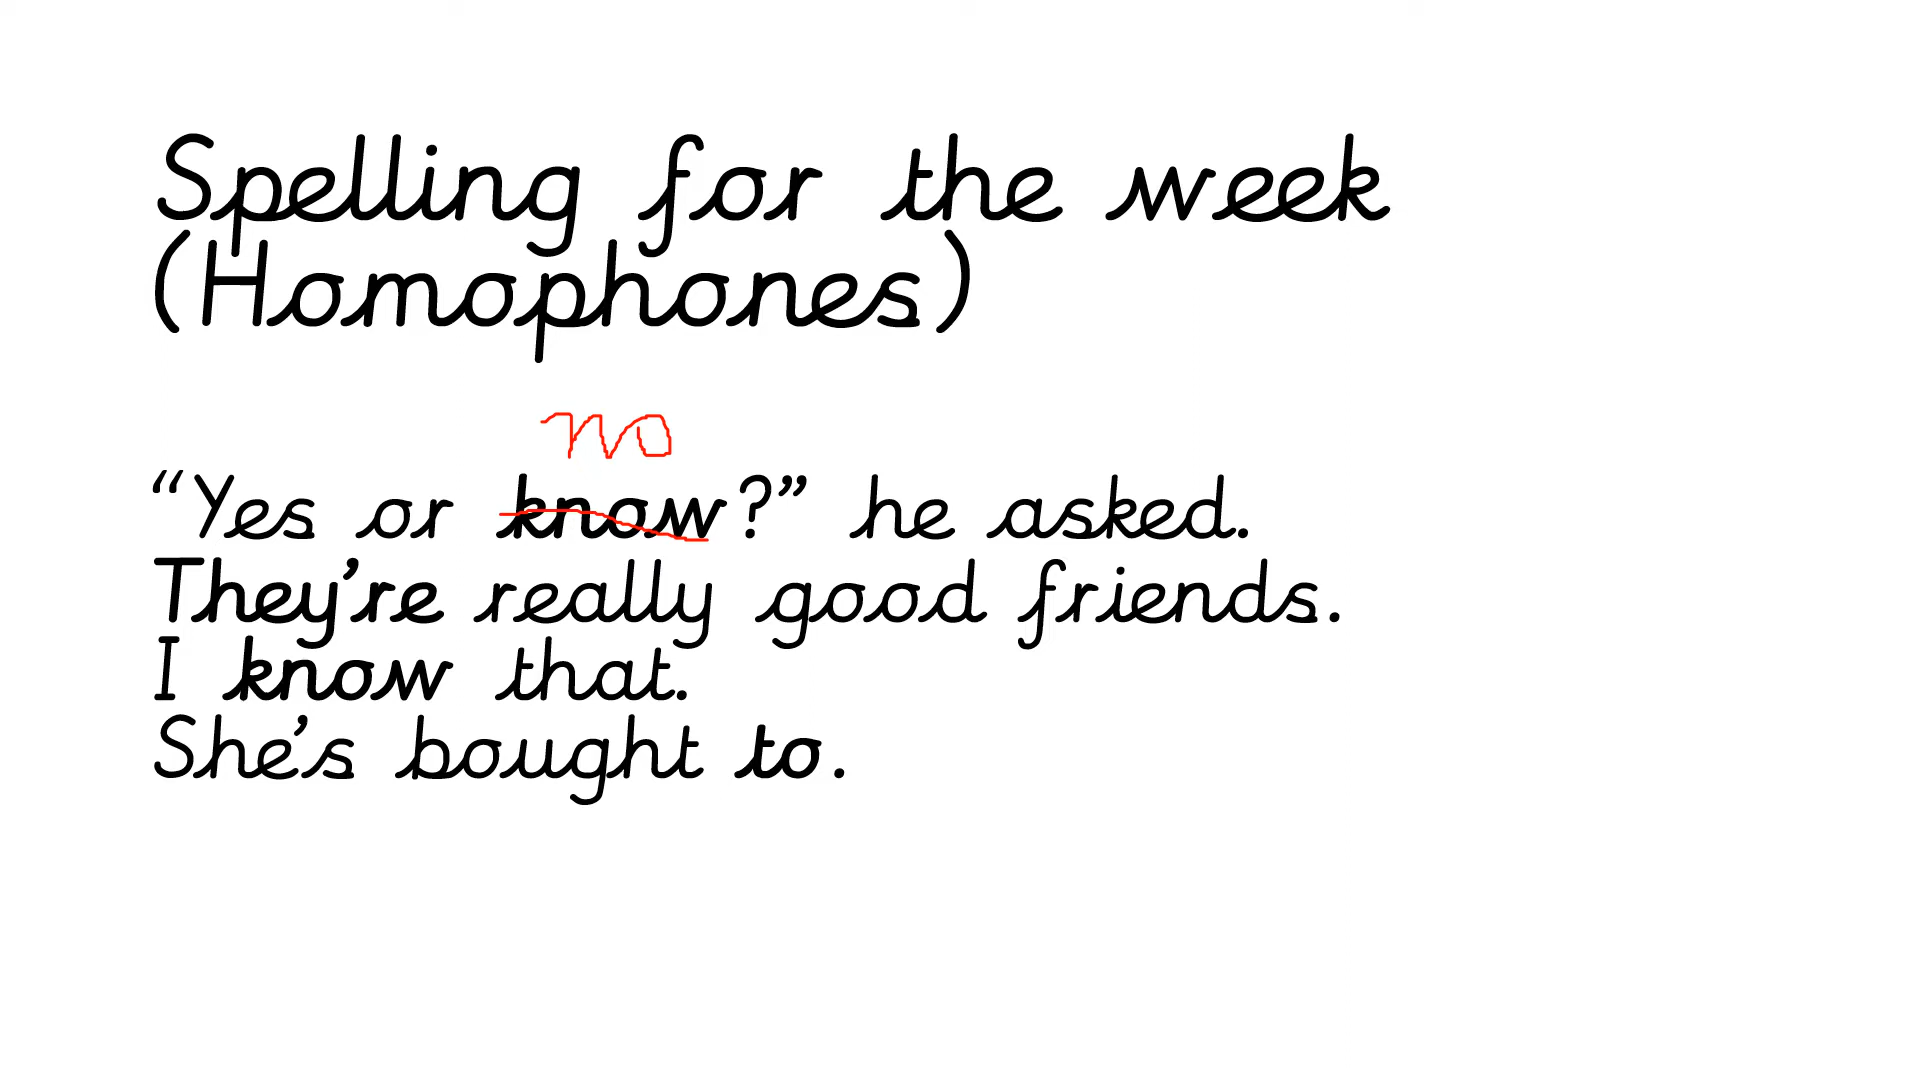 Spelling for the week
(Homophones)
no
“Yes or know?” he asked.
They’re really good friends.
I know that.
She’s bought to.